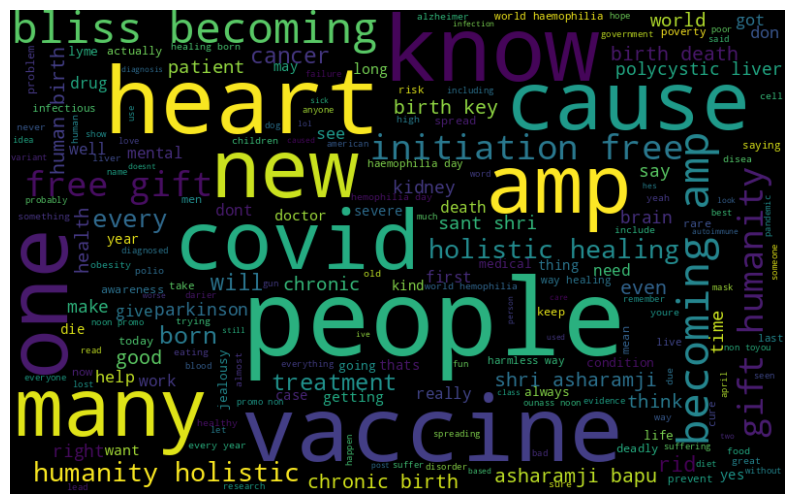 bliss becoming
know
alzheimer
world haemophilia
hope
infection
world
government
poverty
poor
said
got
don
lyme
actually
healing born
cancer
birth death
problem
drug
diagnosis
patient
may
long
failure
heart
cause
polycystic liver
infectious
use
sick
anyone
risk
including
birth key
cell
human birth
never
human
children
dog
lol
see
high
spread
initiation free
saying
idea
show
variant
well
mental
love
american
haemophilia day
say
disea
liver
new
amp
free gift
name
doesnt
kidney
hemophilia day
word
hes
yeah
look
probably
men
dont
doctor
severe
death
sant shri
brain
rare
best
pandemic
something
every
covid
include
autoimmune
someone
one
health
year
diagnosed
much
holistic healing
becoming amp
gift humanity
obesity
polio
will
gun
old
medical
thing
need
even
time
awareness
take
chronic
first
way healing
world hemophilia
kind
remember
mask
make
give
parkinson
people
keep
person
care
mean
youre
die
noon promo
trying
worse
darier
born
still
ive
used
live
last
today
read
eating
blood
everything
fun
harmless way
non toyou
everyone
now
good
jealousy
almost
going
thats
condition
due
seen
lost
help
work
treatment
shri asharamji
case
getting
really
always
think
cure
april
many
let
promo non
class
ounass noon
evidence
way
vaccine
healthy
spreading
life
suffering
right
want
every year
happen
bad
deadly
rid
food
great
diet
without
two
humanity holistic
post
suffer
disorder
based
asharamji bapu
prevent
yes
lead
research
chronic birth
sure